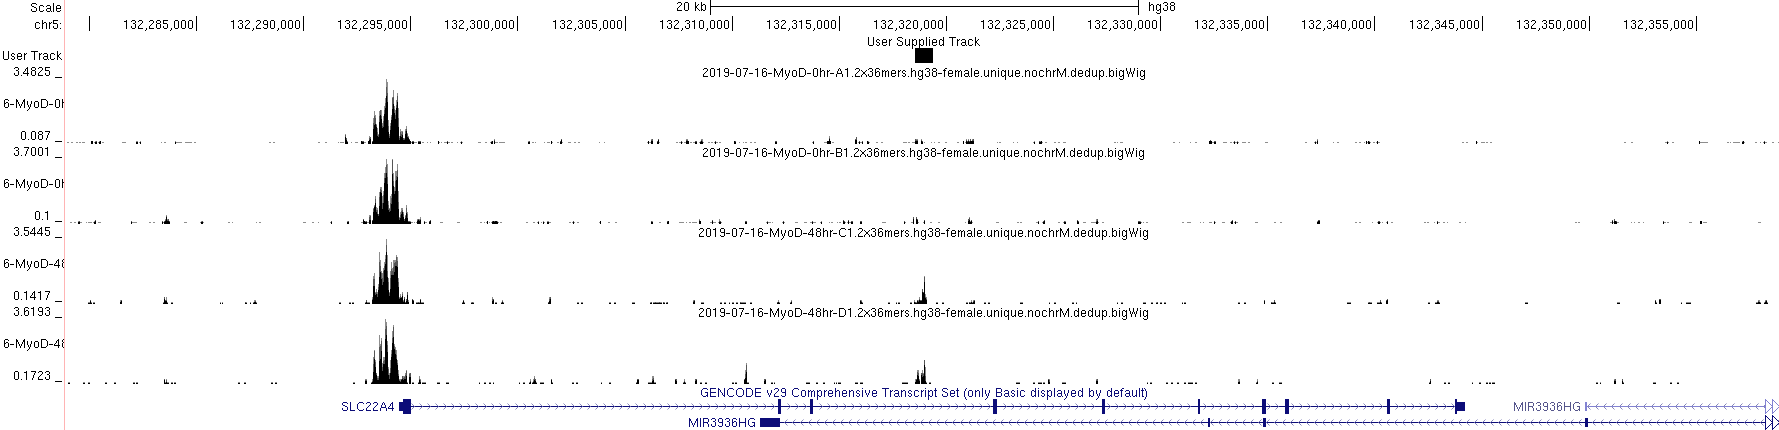 Scale 20 kb hg38
chr5: 132,285,000 132,290,000 132,295,000 132,300,000 132,305,000 132,310,000 132,315,000 132,320,000 132,325,000 132,330,000 132,335,000 132,340,000 132,345,000 132,350,000 132,355,000
User Supplied Track
User Track
3.4825 _
2019-07-16-MyoD-0hr-A1.2x36mers.hg38-female.unique.nochrM.dedup.bigWig
6-MyoD-0h
0.087 _
3.7001 _
2019-07-16-MyoD-0hr-B1.2x36mers.hg38-female.unique.nochrM.dedup.bigWig
6-MyoD-0h
0.1 _
3.5445 _
2019-07-16-MyoD-48hr-C1.2x36mers.hg38-female.unique.nochrM.dedup.bigWig
6-MyoD-48
0.1417 _
3.6193 _
2019-07-16-MyoD-48hr-D1.2x36mers.hg38-female.unique.nochrM.dedup.bigWig
6-MyoD-48
0.1723 _
GENCODE v29 Comprehensive Transcript Set (only Basic displayed by default)
SLC22A4 MIR3936HG
MIR3936HG